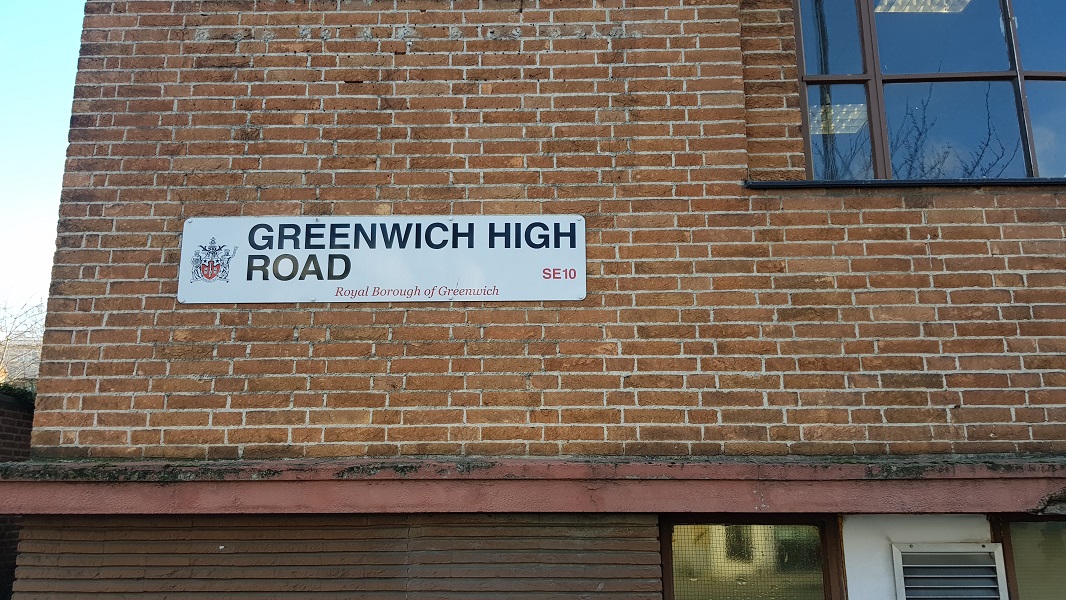 GREENWICH HIGH
ROAD
SE10
Royal Borough of Greenwich